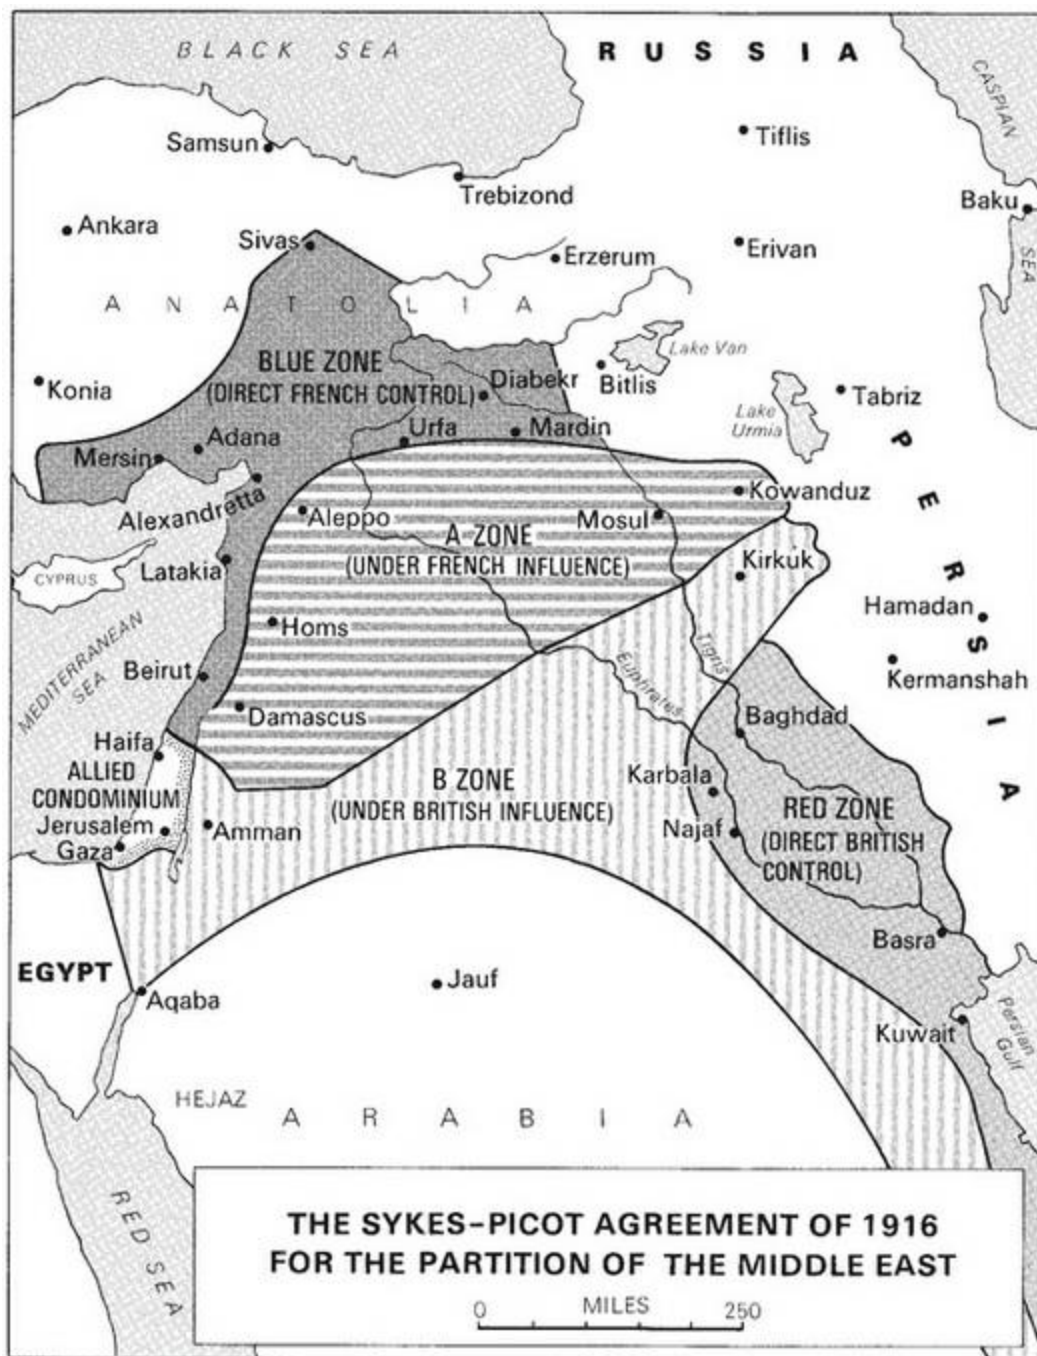 BLACK SEA
RUSSIA
CASPIAN
SEA
Samsun
Tiflis
Trebizond
Baku
Ankara
Sivas
Erzerum
Erivan
ANATOLIA
BLUE ZONE
(DIRECT FRENCH CONTROL)
Lake Van
Diabekr
Bitlis
Konia
Tabriz
Lake
Urmia
Urfa
Mardin
Adana
Mersin
PERSIA
Alexandretta
Kowanduz
Aleppo
Mosul
A ZONE
(UNDER FRENCH INFLUENCE)
CYPRUS
Latakia
Kirkuk
Homs
Hamadan
MEDITERRANEAN
SEA
Tigris
Euphrates
Beirut
Kermanshah
Damascus
Baghdad
Haifa
ALLIED
CONDOMINIUM
Karbala
B ZONE
(UNDER BRITISH INFLUENCE)
Jerusalem
Amman
Najaf
RED ZONE
(DIRECT BRITISH
CONTROL)
Gaza
Basra
EGYPT
Aqaba
Jauf
Kuwait
Persian
Gulf
HEJAZ
ARABIA
RED SEA
THE SYKES-PICOT AGREEMENT OF 1916
FOR THE PARTITION OF THE MIDDLE EAST
0 MILES 250